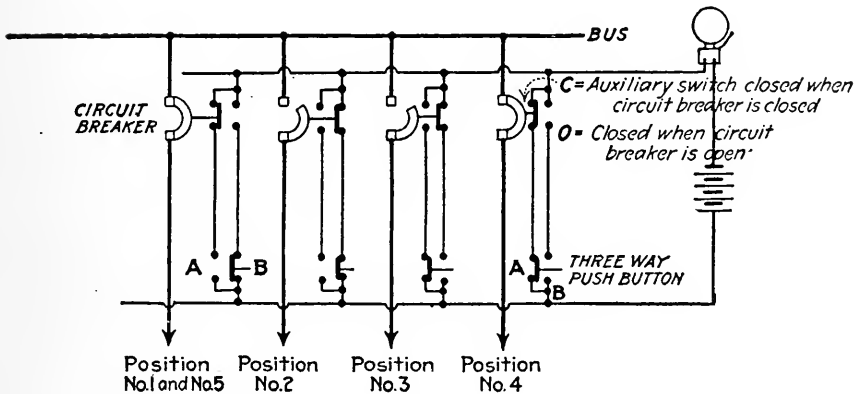 BUS
C=Auxiliary switch closed when
circuit breaker is closed
CIRCUIT
BREAKER
O= Closed when circuit
breaker is open
A
B
A
THREE WAY
PUSH BUTTON
B
Position
No.1 and No.5
Position
No.2
Position
No.3
Position
No.4